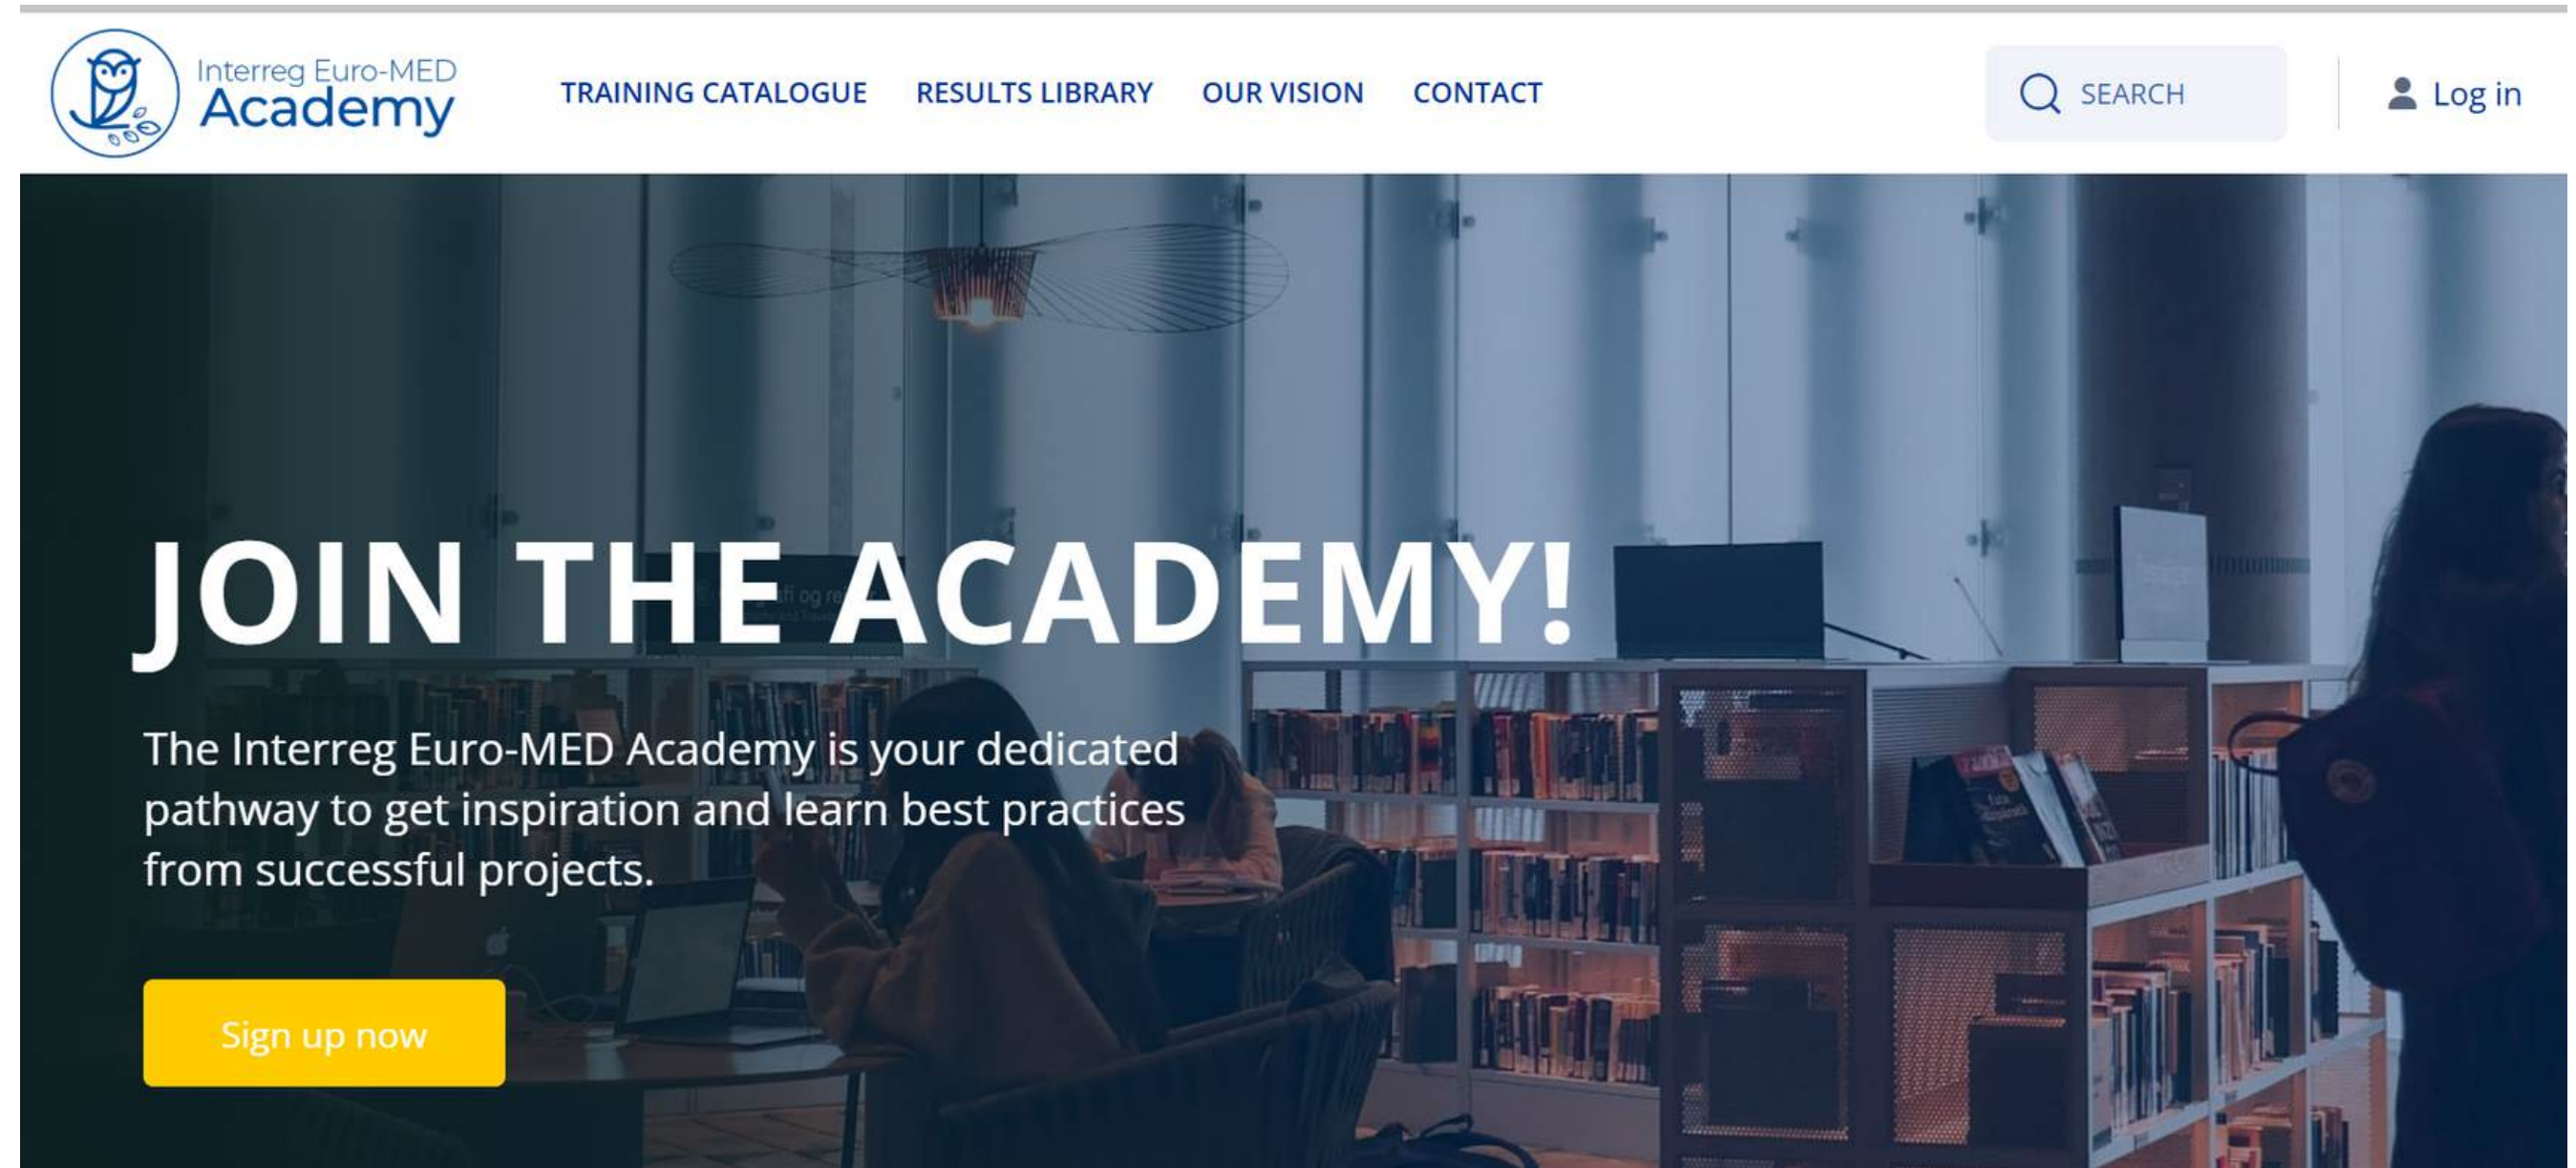 Interreg Euro-MED
Academy
TRAINING CATALOGUE RESULTS LIBRARY OUR VISION CONTACT
SEARCH
Log in
JOIN THE ACADEMY!
The Interreg Euro-MED Academy is your dedicated
pathway to get inspiration and learn best practices
from successful projects.
Sign up now